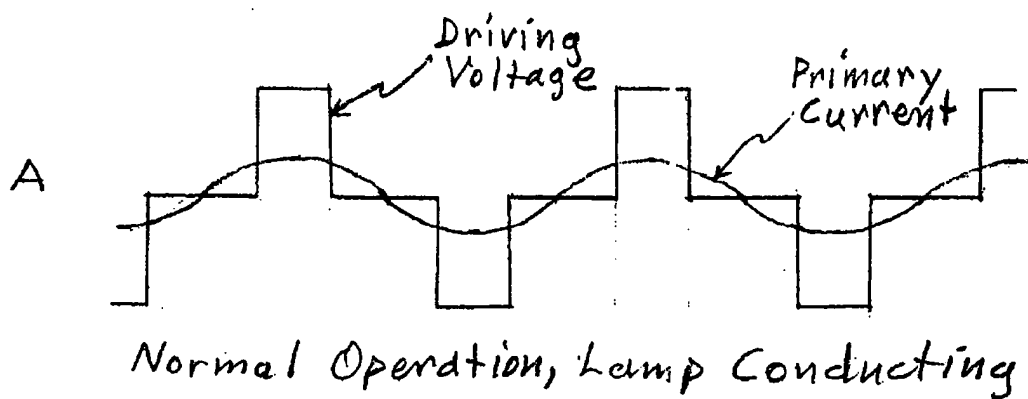 Driving
Voltage
Primary
Current
A
Normal Operation, Lamp Conducting